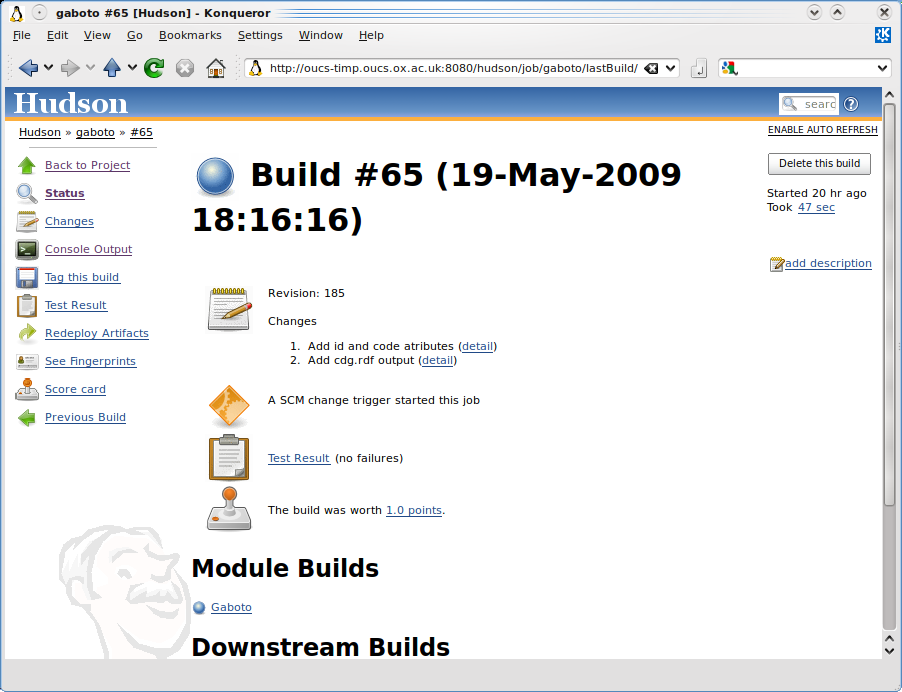 gaboto #65 [Hudson] - Konqueror
File Edit View Go Bookmarks Settings Window Help
http://oucs-timp.oucs.ox.ac.uk:8080/hudson/job/gaboto/lastBuild/
Hudson
searc
Hudson » gaboto » #65
ENABLE AUTO REFRESH
Back to Project
Status
Changes
Console Output
Tag this build
Test Result
Redeploy Artifacts
See Fingerprints
Score card
Previous Build
Build #65 (19-May-2009
18:16:16)
Delete this build
Started 20 hr ago
Took 47 sec
add description
Revision: 185
Changes
1. Add id and code atributes (detail)
2. Add cdg.rdf output (detail)
A SCM change trigger started this job
Test Result (no failures)
The build was worth 1.0 points.
Module Builds
Gaboto
Downstream Builds